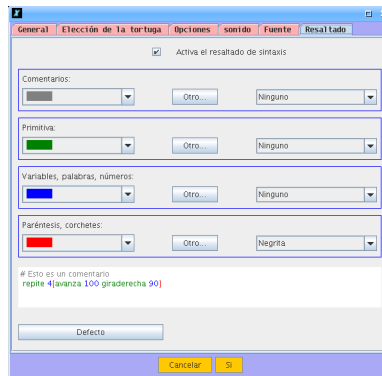 General Elección de la tortuga Opciones sonido Fuente Resaltado
Activa el resaltado de sintaxis
Comentarios:
Otro... Ninguno
Primitiva:
Otro... Ninguno
Variables, palabras, números:
Otro... Ninguno
Paréntesis, corchetes:
Otro... Negrita
# Esto es un comentario
repite 4[avanza 100 giraderecha 90]
Defecto
Cancelar SI